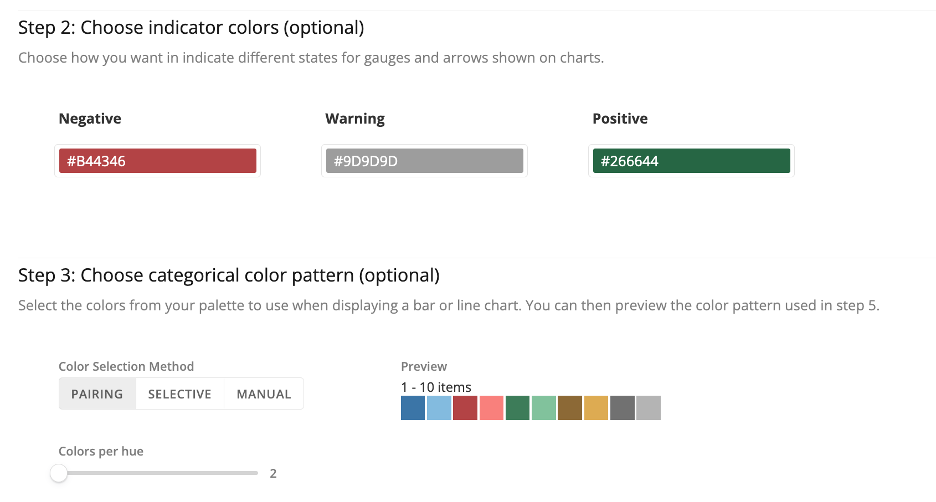 Step 2: Choose indicator colors (optional)
Choose how you want in indicate different states for gauges and arrows shown on charts.
Negative
Warning
Positive
#B44346
#9D9D9D
#266644
Step 3: Choose categorical color pattern (optional)
Select the colors from your palette to use when displaying a bar or line chart. You can then preview the color pattern used in step 5.
Color Selection Method
PAIRING
SELECTIVE
MANUAL
Preview
1 - 10 items
Colors per hue
2